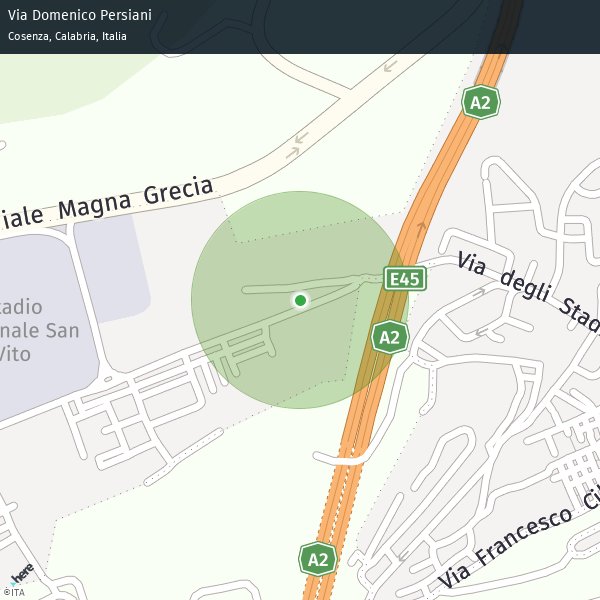 Via Domenico Persiani
Cosenza, Calabria, Italia
A2
iale Magna Grecia
Via degli Stad
E45
tadio
nale San
Vito
A2
Via Francesco Ci
A2
here
©ITA